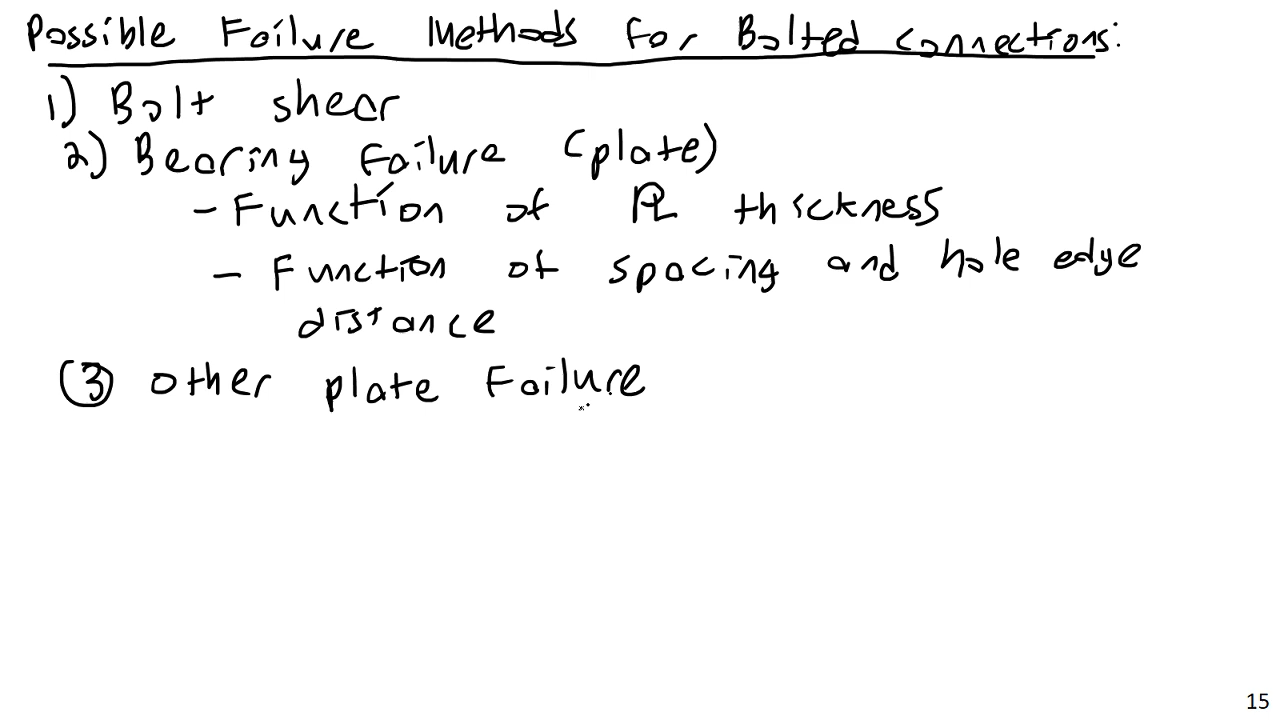 Possible Failure Methods for Bolted Connections:
1) Bolt shear
2) Bearing Failure (plate)
- Function of PL thickness
- Function of spacing and hole edge
distance
(3) other plate Failure
15